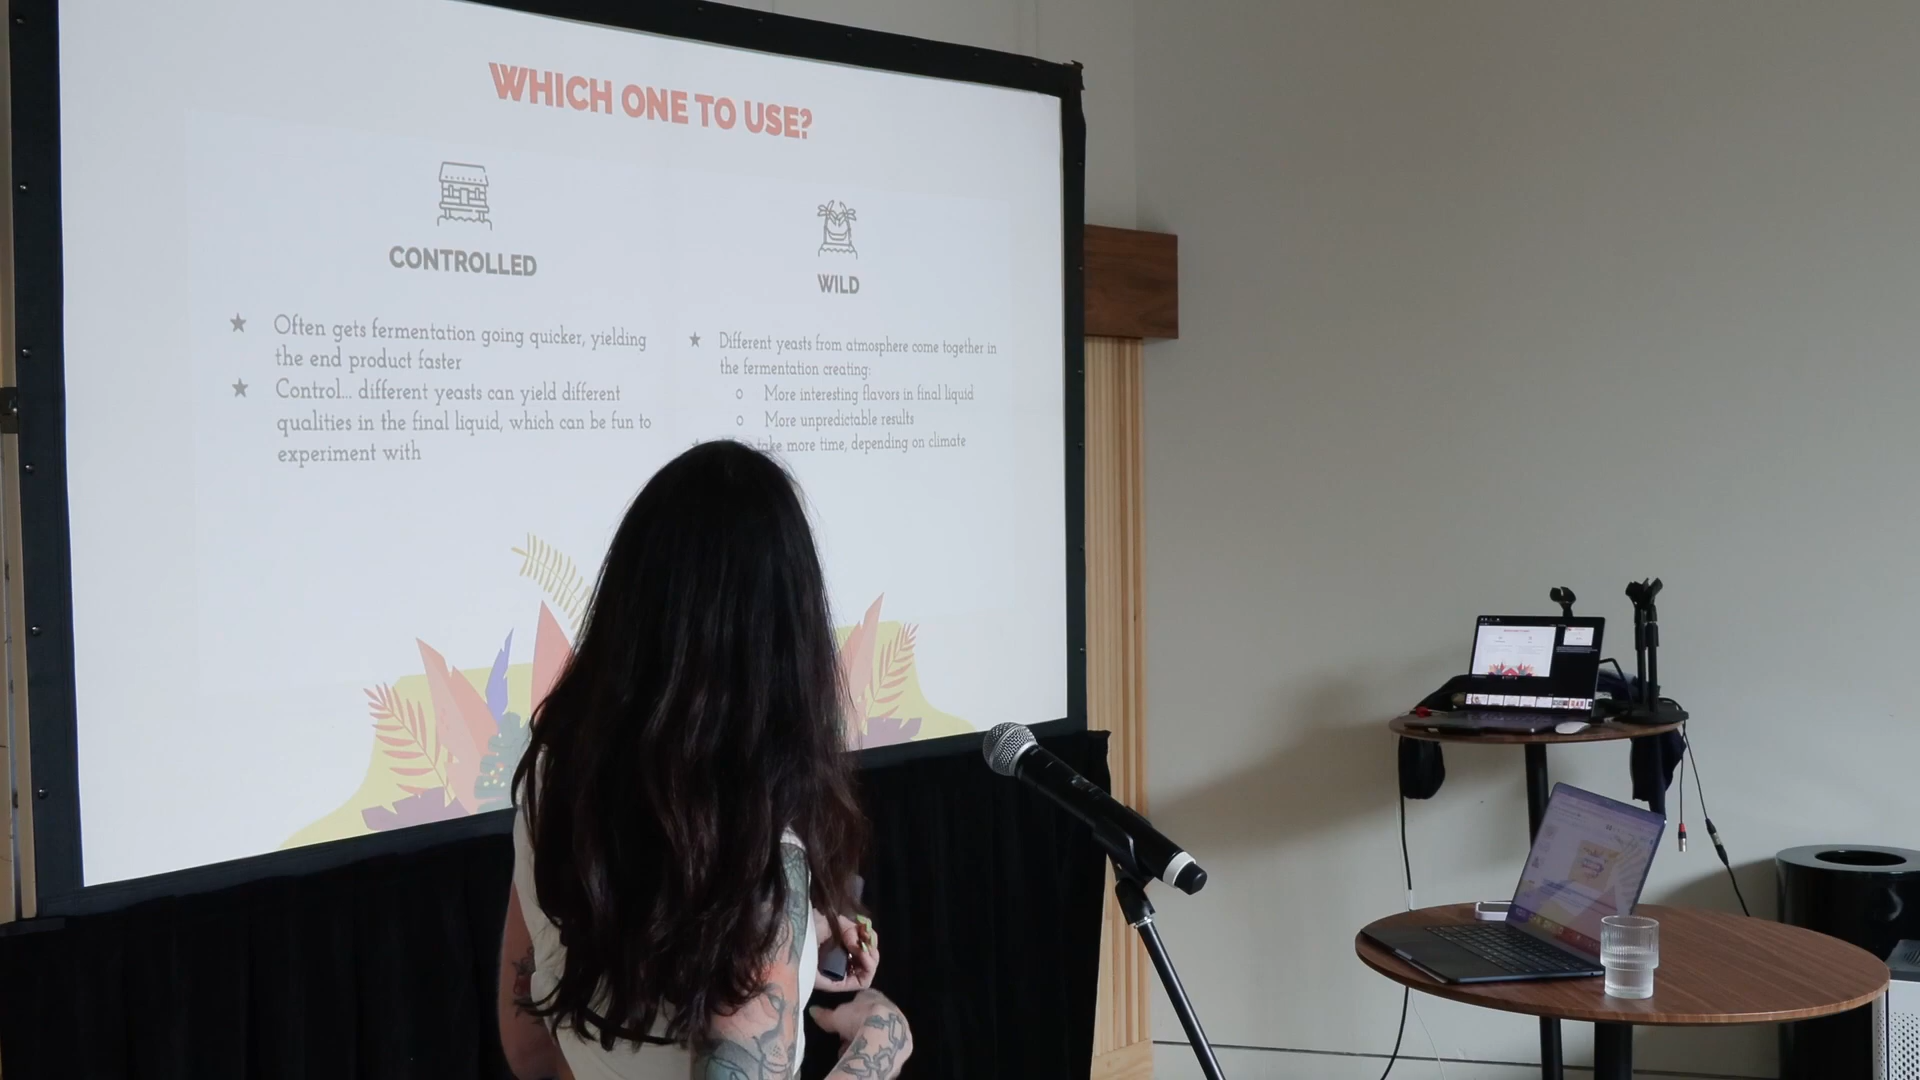 WHICH ONE TO USE?
CONTROLLED
★ Often gets fermentation going quicker, yielding
the end product faster
★ Control... different yeasts can yield different
qualities in the final liquid, which can be fun to
experiment with
WILD
★ Different yeasts from atmosphere come together in
the fermentation creating:
○ More interesting flavors in final liquid
○ More unpredictable results
take more time, depending on climate